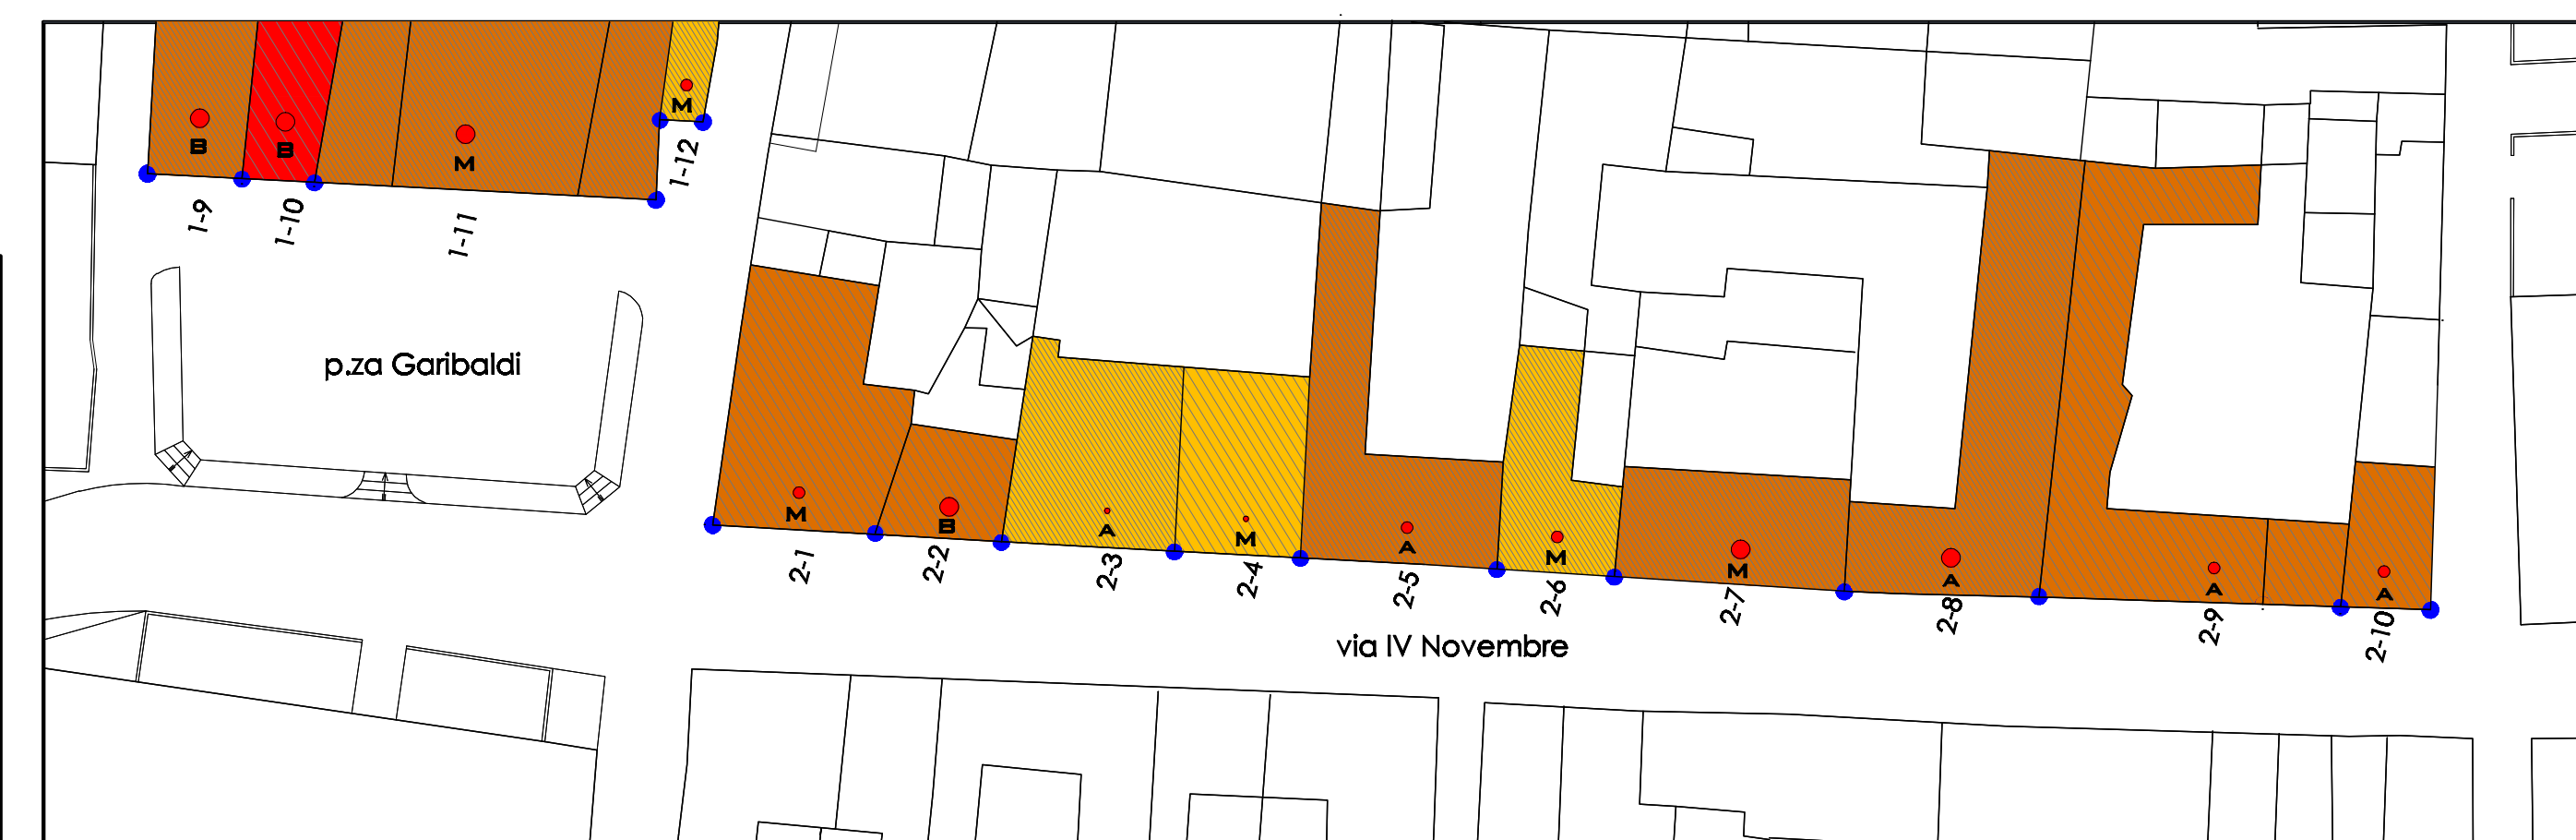 B
B
M
M
1-9
1-10
1-11
1-12
p.za Garibaldi
M
B
A
M
A
M
M
A
A
A
2-1
2-2
2-3
2-4
2-5
2-6
2-7
2-8
2-9
2-10
via IV Novembre